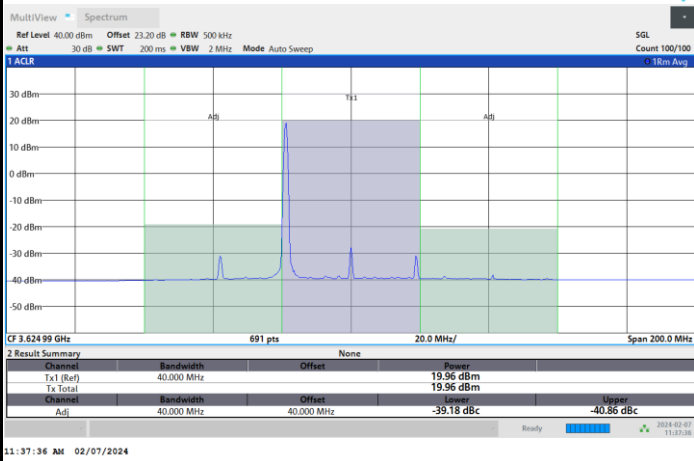 MultiView Spectrum
Ref Level 40.00 dBm Offset 23.20 dB RBW 500 kHz SGL
Att 30 dB SWT 200 ms VBW 2 MHz Mode Auto Sweep Count 100/100
1 ACLR 1Rm Avg
30 dBm
Tx1
20 dBm Adj Adj
10 dBm
0 dBm
-10 dBm
-20 dBm
-30 dBm
-40 dBm
-50 dBm
CF 3.624 99 GHz 691 pts 20.0 MHz/ Span 200.0 MHz
2 Result Summary None
Channel Bandwidth Offset Power
Tx1 (Ref) 40.000 MHz 19.96 dBm
Tx Total 19.96 dBm
Channel Bandwidth Offset Lower Upper
Adj 40.000 MHz 40.000 MHz -39.18 dBc -40.86 dBc
Ready 2024-02-07
11:37:36
11:37:36 AM 02/07/2024